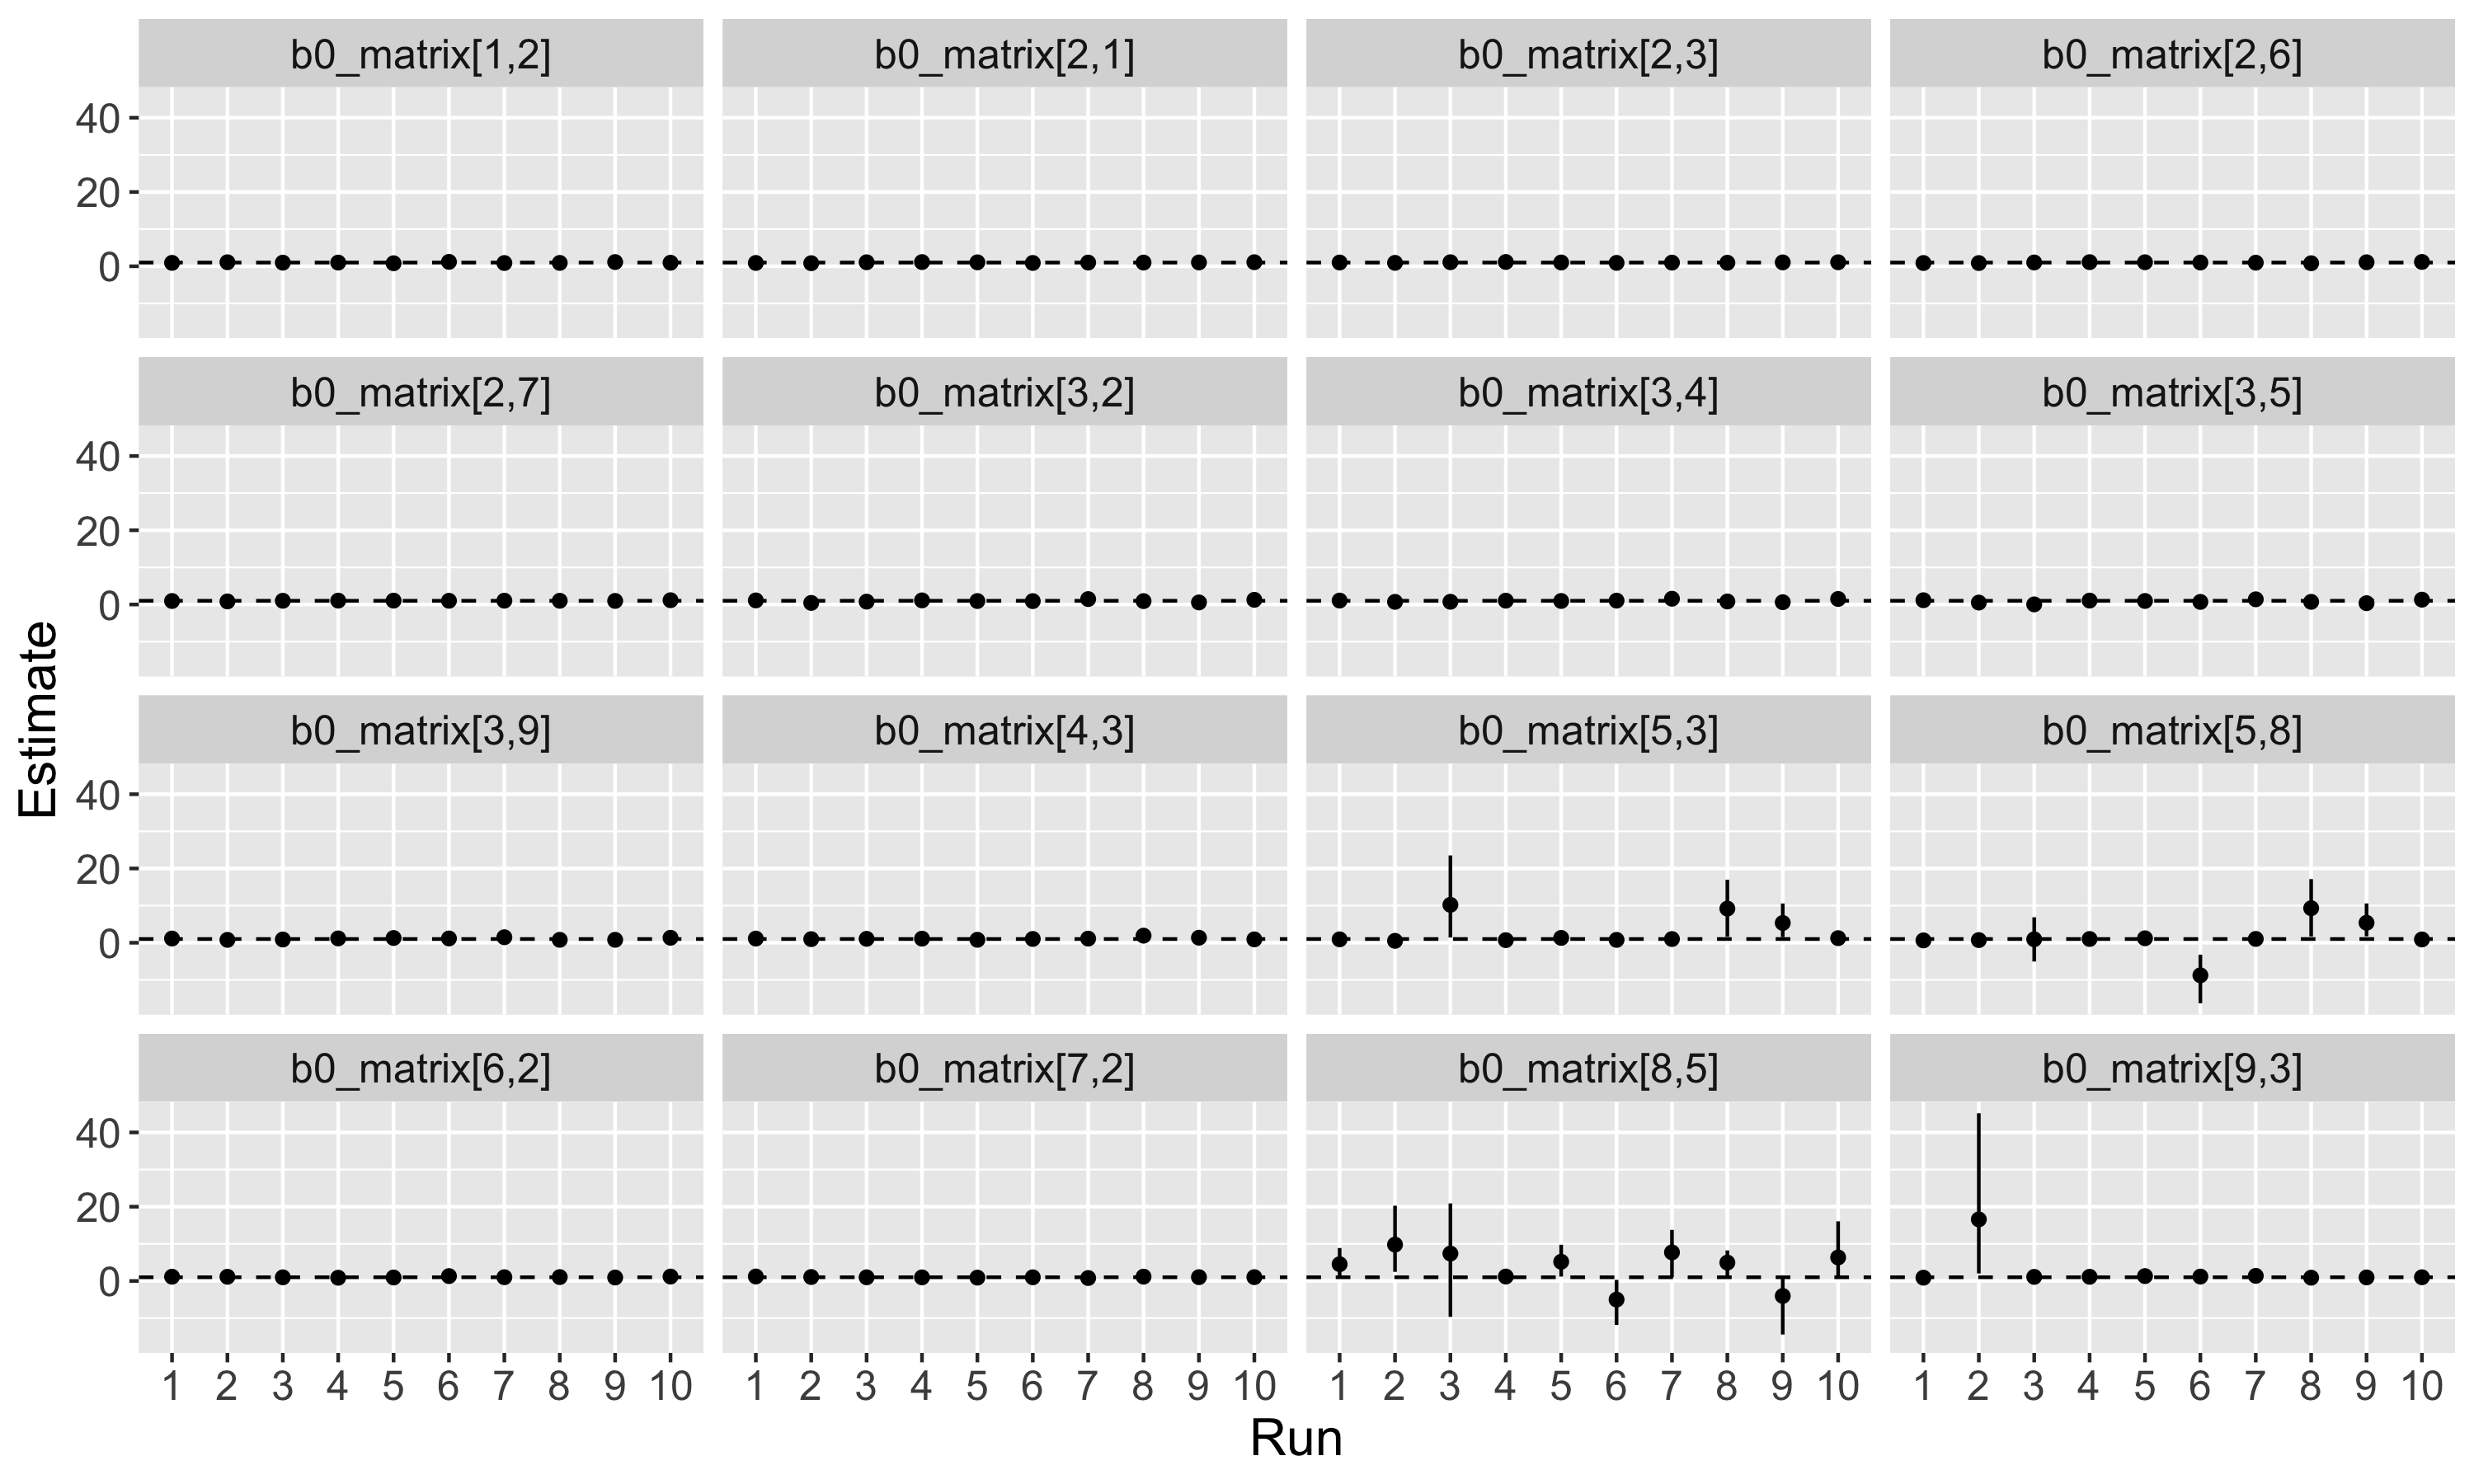 b0_matrix[1,2] b0_matrix[2,1] b0_matrix[2,3] b0_matrix[2,6]
40
20
0
b0_matrix[2,7] b0_matrix[3,2] b0_matrix[3,4] b0_matrix[3,5]
40
20
0
b0_matrix[3,9] b0_matrix[4,3] b0_matrix[5,3] b0_matrix[5,8]
40
20
0
b0_matrix[6,2] b0_matrix[7,2] b0_matrix[8,5] b0_matrix[9,3]
40
20
0
1 2 3 4 5 6 7 8 9 10 1 2 3 4 5 6 7 8 9 10 1 2 3 4 5 6 7 8 9 10 1 2 3 4 5 6 7 8 9 10
Run
Estimate